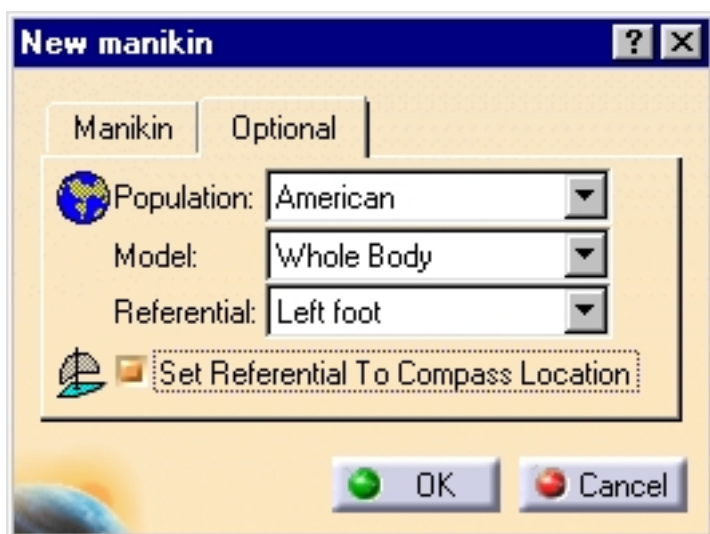 New manikin
Manikin Optional
Population: American
Model: Whole Body
Referential: Left foot
Set Referential To Compass Location
OK Cancel